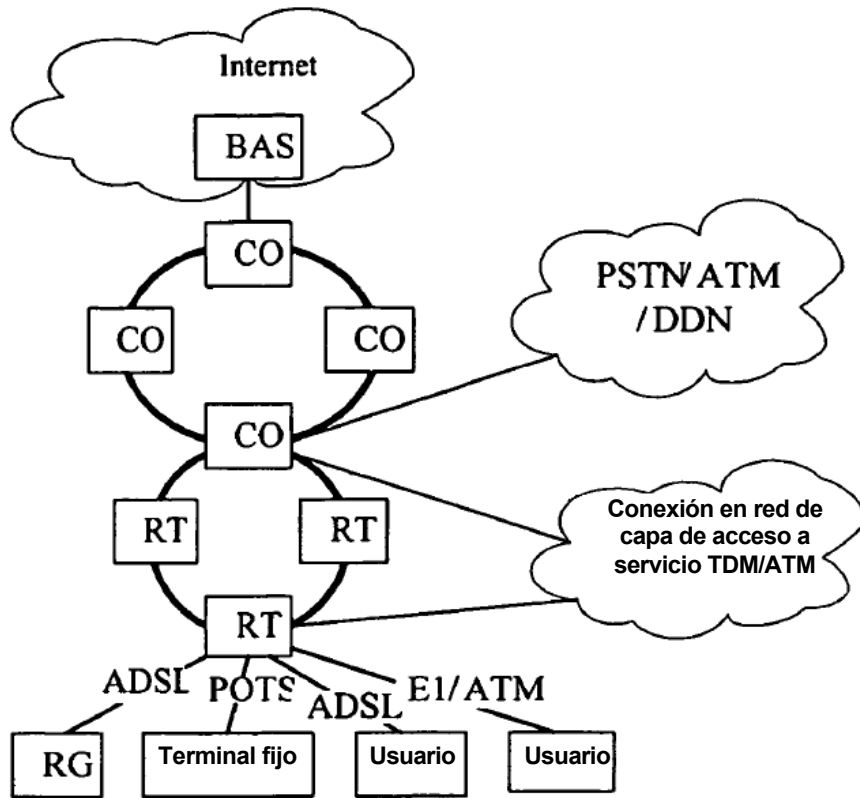 Internet
BAS
CO
CO
CO
PSTN/ATM
/DDN
CO
RT
RT
Conexión en red de
capa de acceso a
servicio TDM/ATM
RT
ADSL
POTS
ADSL
E1/ATM
RG
Terminal fijo
Usuario
Usuario